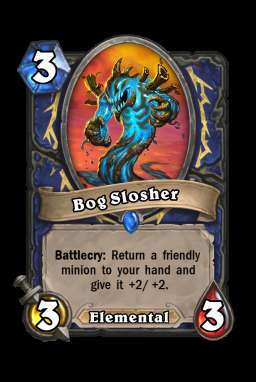 3
Bog Slosher
Battlecry: Return a friendly
minion to your hand and
give it +2/ +2.
3
Elemental
3